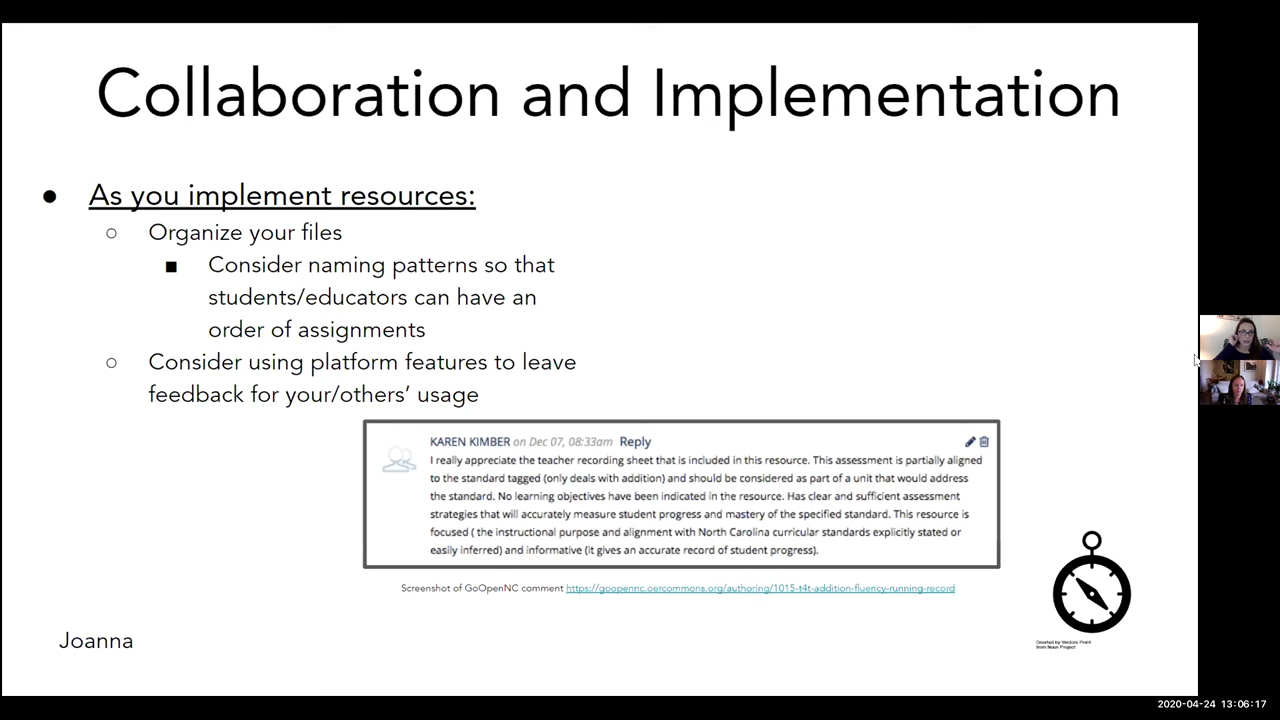 Collaboration and Implementation
● As you implement resources:
○ Organize your files
■ Consider naming patterns so that
students/educators can have an
order of assignments
○ Consider using platform features to leave
feedback for your/others’ usage
KAREN KIMBER on Dec 07, 08:33am Reply
I really appreciate the teacher recording sheet that is included in this resource. This assessment is partially aligned
to the standard tagged (only deals with addition) and should be considered as part of a unit that would address
the standard. No learning objectives have been indicated in the resource. Has clear and sufficient assessment
strategies that will accurately measure student progress and mastery of the specified standard. This resource is
focused ( the instructional purpose and alignment with North Carolina curricular standards explicitly stated or
easily inferred) and informative (it gives an accurate record of student progress).
Screenshot of GoOpenNC comment https://goopennc.oercommons.org/authoring/1015-t4t-addition-fluency-running-record
Joanna
Created by Vectors Point
from Noun Project
2020-04-24 13:06:17